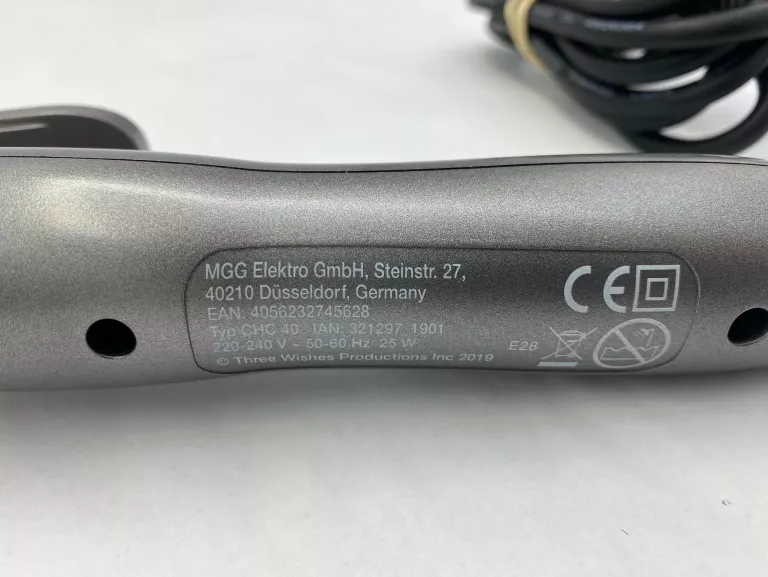 MGG Elektro GmbH, Steinstr. 27,
40210 Düsseldorf, Germany
EAN: 4056232745628
Typ CHC 40 IAN: 321297_1901
220-240 V ~ 50-60 Hz 25 W
© Three Wishes Productions Inc 2019
E28
CE